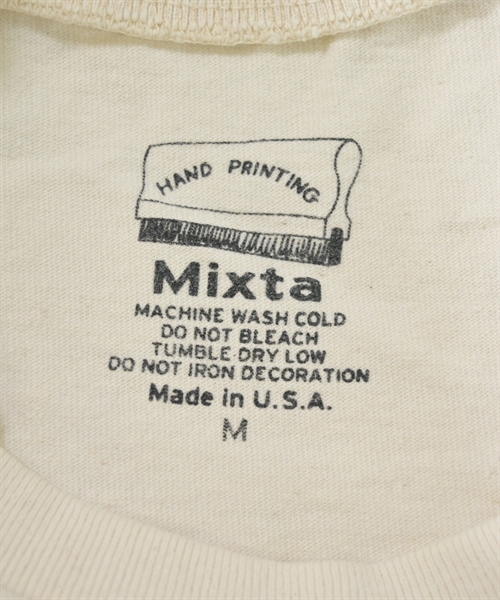 HAND PRINTING
Mixta
MACHINE WASH COLD
DO NOT BLEACH
TUMBLE DRY LOW
DO NOT IRON DECORATION
Made in U.S.A.
M